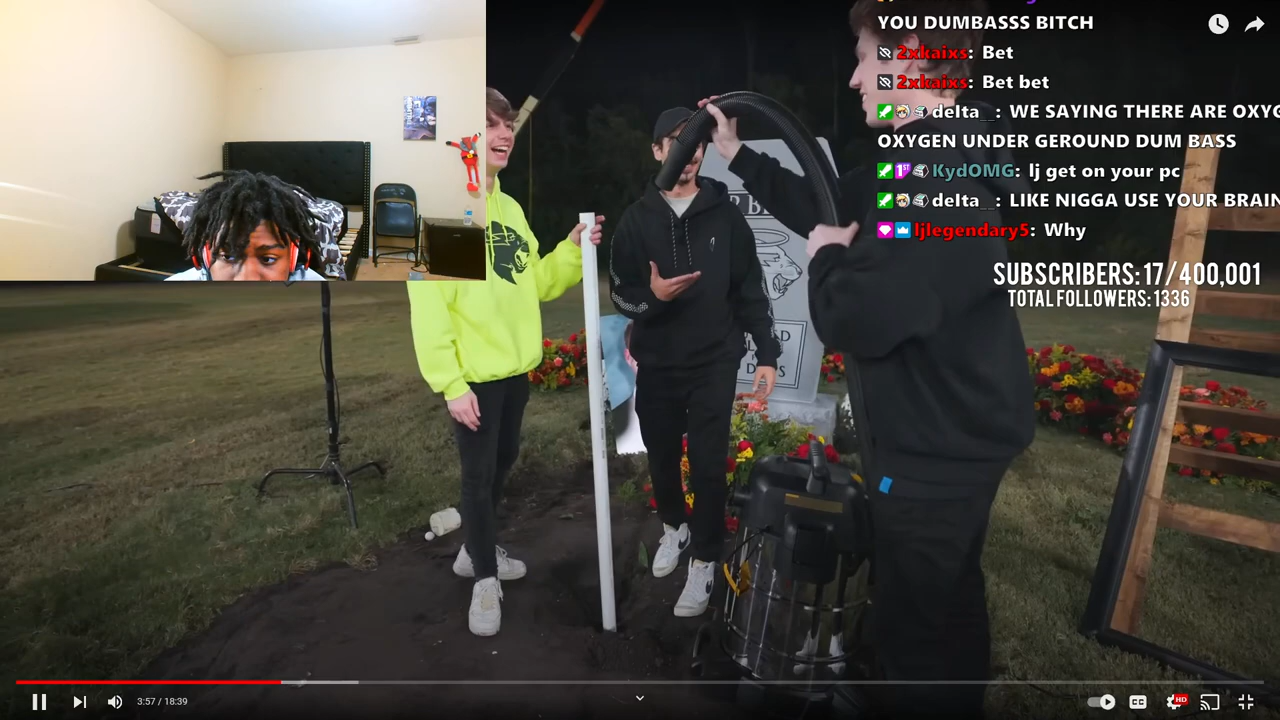 YOU DUMBASSS BITCH
2xkaixs: Bet
2xkaixs: Bet bet
delta__: WE SAYING THERE ARE OXYG
OXYGEN UNDER GEROUND DUM BASS
KydOMG: lj get on your pc
delta__: LIKE NIGGA USE YOUR BRAIN
ljlegendary5: Why
SUBSCRIBERS: 17/400,001
TOTAL FOLLOWERS: 1336
3:57 / 18:39
CC
HD